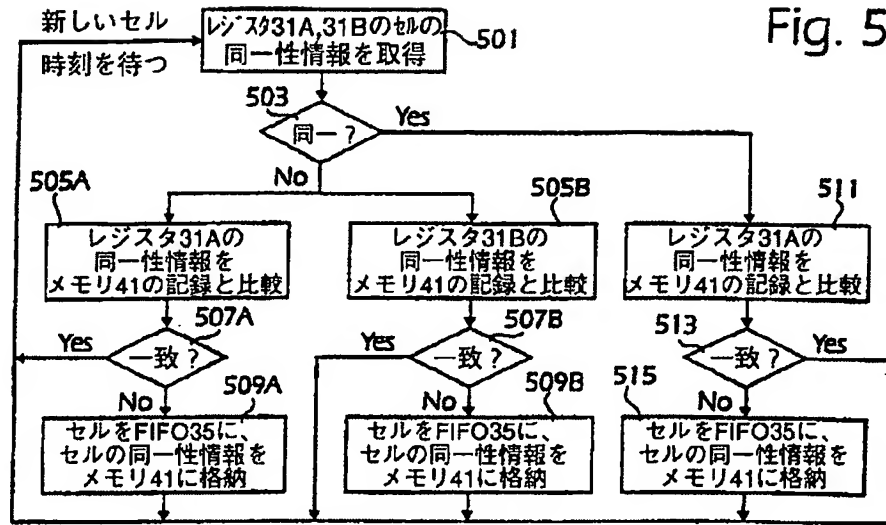 Fig. 5
新しいセル
時刻を待つ
レジスタ31A,31Bのセルの
同一性情報を取得
501
503
同一?
Yes
No
505A
レジスタ31Aの
同一性情報を
メモリ41の記録と比較
505B
レジスタ31Bの
同一性情報を
メモリ41の記録と比較
511
レジスタ31Aの
同一性情報を
メモリ41の記録と比較
507A
一致?
Yes
No
507B
一致?
Yes
No
513
一致?
Yes
No
509A
セルをFIFO35に、
セルの同一性情報を
メモリ41に格納
509B
セルをFIFO35に、
セルの同一性情報を
メモリ41に格納
515
セルをFIFO35に、
セルの同一性情報を
メモリ41に格納